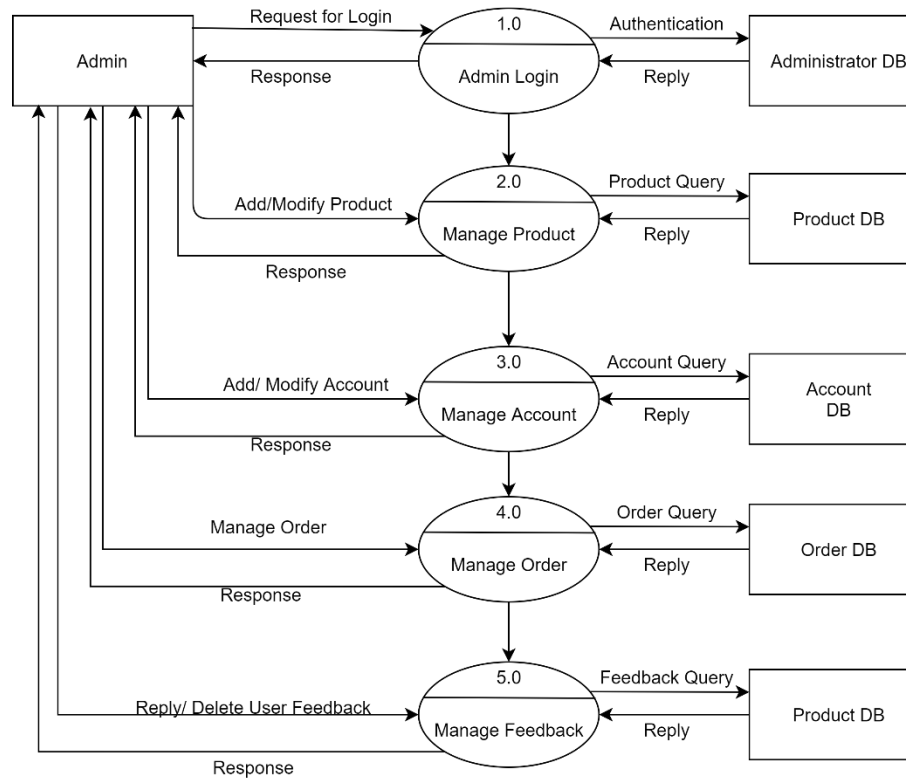 Request for Login
1.0
Authentication
Admin
Response
Admin Login
Reply
Administrator DB
2.0
Product Query
Add/Modify Product
Manage Product
Reply
Product DB
Response
3.0
Account Query
Add/ Modify Account
Manage Account
Reply
Account
DB
Response
4.0
Order Query
Manage Order
Manage Order
Reply
Order DB
Response
5.0
Feedback Query
Reply/ Delete User Feedback
Manage Feedback
Reply
Product DB
Response